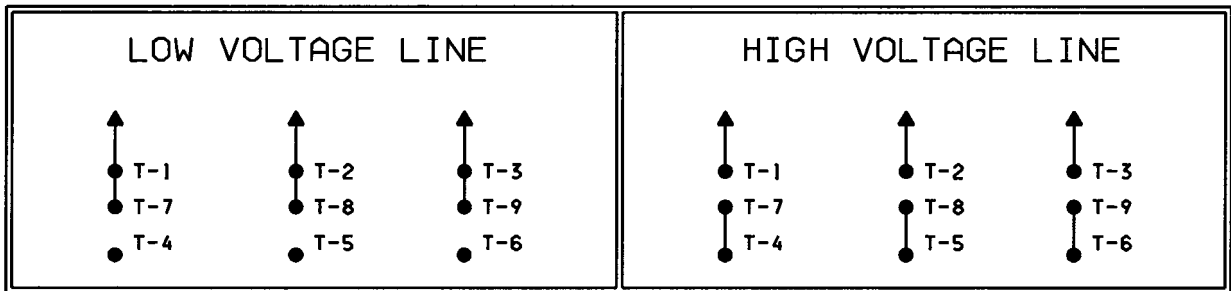 LOW VOLTAGE LINE
T-1 T-2 T-3
T-7 T-8 T-9
T-4 T-5 T-6
HIGH VOLTAGE LINE
T-1 T-2 T-3
T-7 T-8 T-9
T-4 T-5 T-6